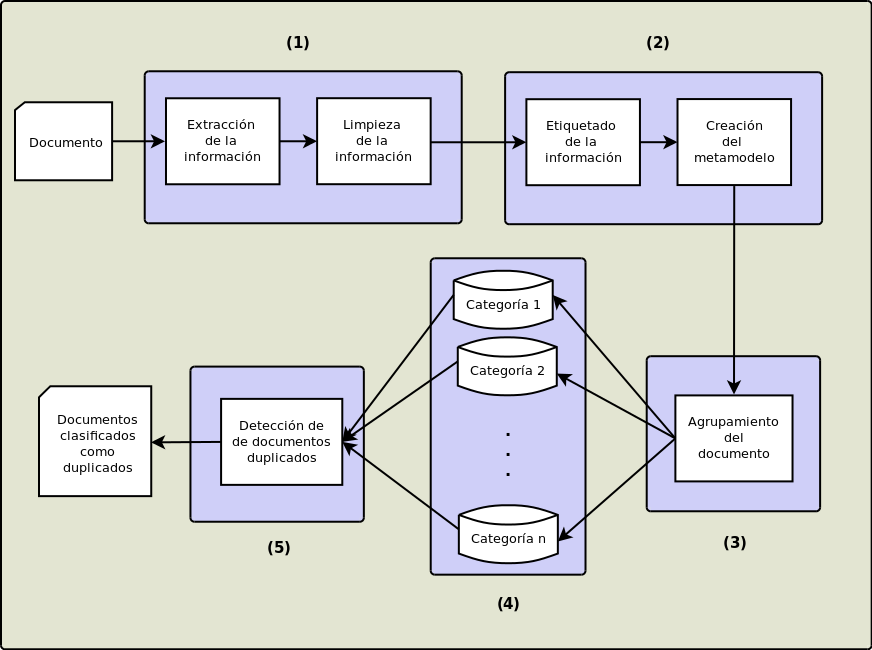 (1)
(2)
Documento
Extracción
de la
información
Limpieza
de la
información
Etiquetado
de la
información
Creación
del
metamodelo
Categoría 1
Categoría 2
.
.
.
Categoría n
Agrupamiento
del
documento
(3)
(4)
Detección de
de documentos
duplicados
(5)
Documentos
clasificados
como
duplicados